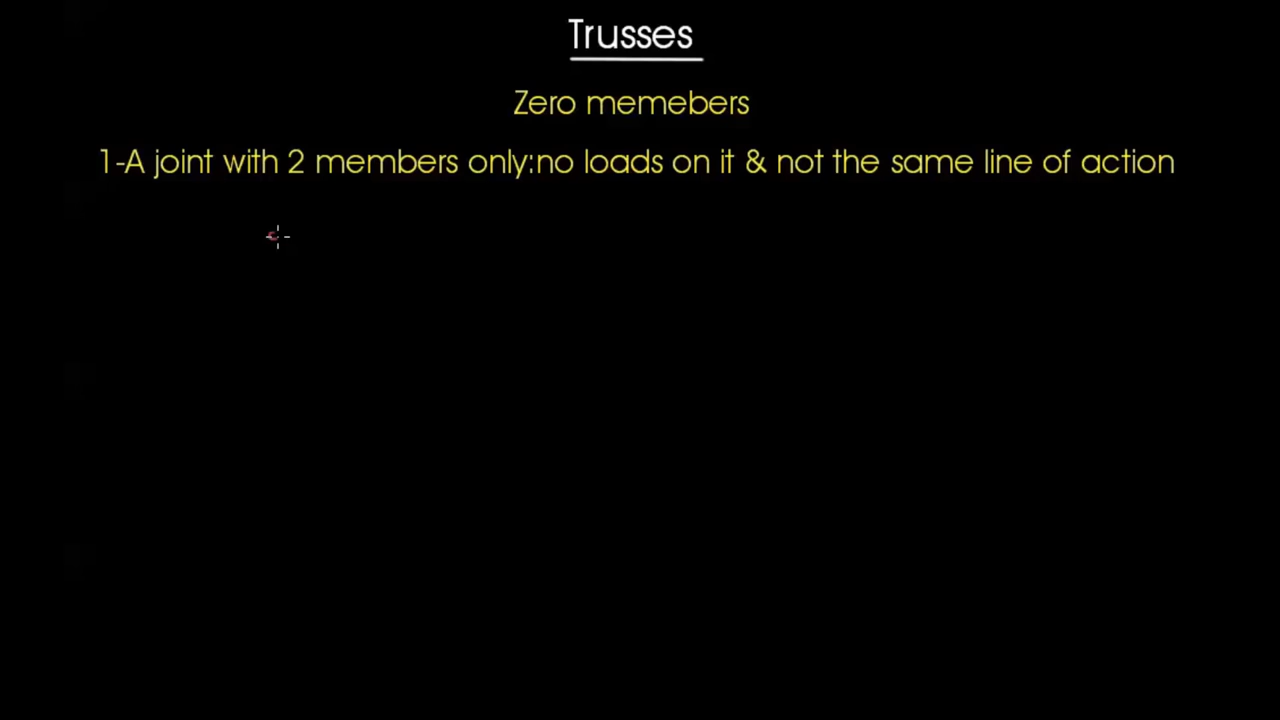 Trusses
Zero memebers
1-A joint with 2 members only:no loads on it & not the same line of action